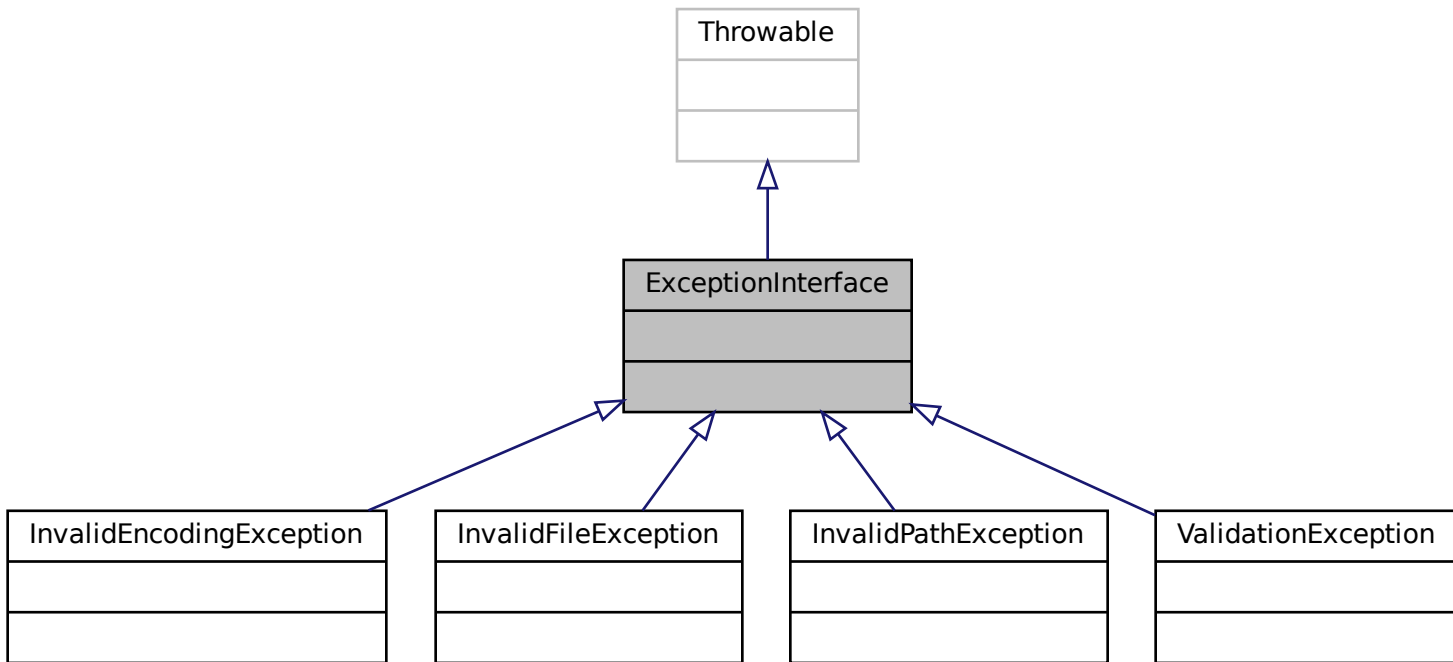 Throwable
ExceptionInterface
InvalidEncodingException
InvalidFileException
InvalidPathException
ValidationException